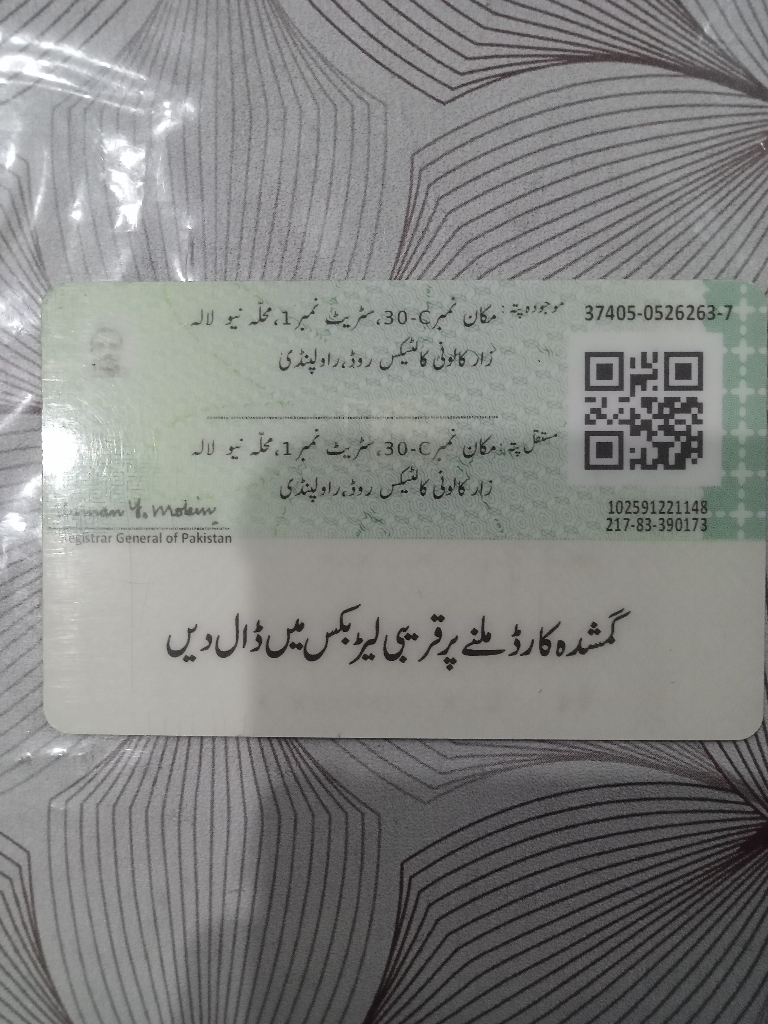 موجودہ پتہ: مکان نمبر 30-C، سٹریٹ نمبر 1، محلّہ نیو لالہ
زار کالونی کالٹیکس روڈ، راولپنڈی
37405-0526263-7
مستقل پتہ: مکان نمبر 30-C، سٹریٹ نمبر 1، محلّہ نیو لالہ
زار کالونی کالٹیکس روڈ، راولپنڈی
102591221148
217-83-390173
Registrar General of Pakistan
گمشدہ کارڈ ملنے پر قریبی لیٹر بکس میں ڈال دیں